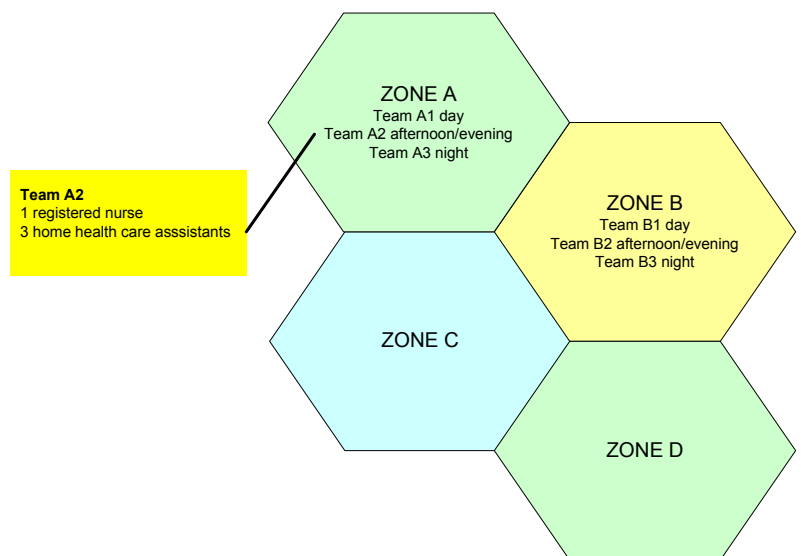 ZONE A
Team A1 day
Team A2 afternoon/evening
Team A3 night
Team A2
1 registered nurse
3 home health care asssistants
ZONE B
Team B1 day
Team B2 afternoon/evening
Team B3 night
ZONE C
ZONE D